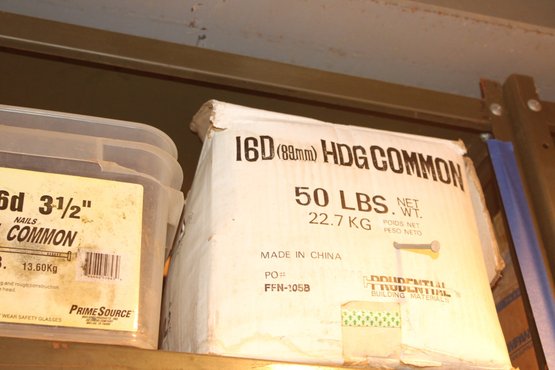 6d 3½"
NAILS
COMMON
13.60Kg
PRIMESOURCE
WEAR SAFETY GLASSES
16D (89mm) HDG COMMON
50 LBS. NET WT.
22.7 KG POIDS NET
PESO NETO
MADE IN CHINA
PO#
FFN-105B
PRUDENTIAL
BUILDING MATERIALS